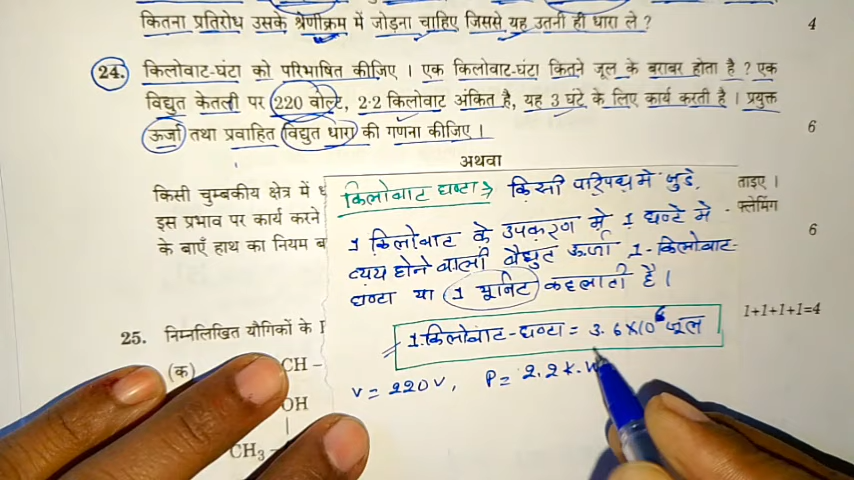 कितना प्रतिरोध उसके श्रेणीक्रम में जोड़ना चाहिए जिससे यह उतनी ही धारा ले ? 4
24. किलोवाट-घंटा को परिभाषित कीजिए । एक किलोवाट-घंटा कितने जूल के बराबर होता है ? एक
विद्युत केतली पर 220 वोल्ट, 2·2 किलोवाट अंकित है, यह 3 घंटे के लिए कार्य करती है । प्रयुक्त
ऊर्जा तथा प्रवाहित विद्युत धारा की गणना कीजिए । 6
अथवा
किसी चुम्बकीय क्षेत्र में ताइए ।
इस प्रभाव पर कार्य करने फ्लेमिंग
के बाएँ हाथ का नियम 6
किलोवाट घण्टा → किसी परिपथ मे जुडे,
1 किलोवाट के उपकरण मे 1 घण्टे मे
व्यय होने वाली वैधुत ऊर्जा 1-किलोवाट-
घण्टा या 1 यूनिट कहलाती है ।
1 किलोवाट-घण्टा = 3.6×10⁶ जूल
V = 220V, P = 2.2 K.W
25. निम्नलिखित यौगिकों के 1+1+1+1=4
(क) CH –
OH
CH₃ –